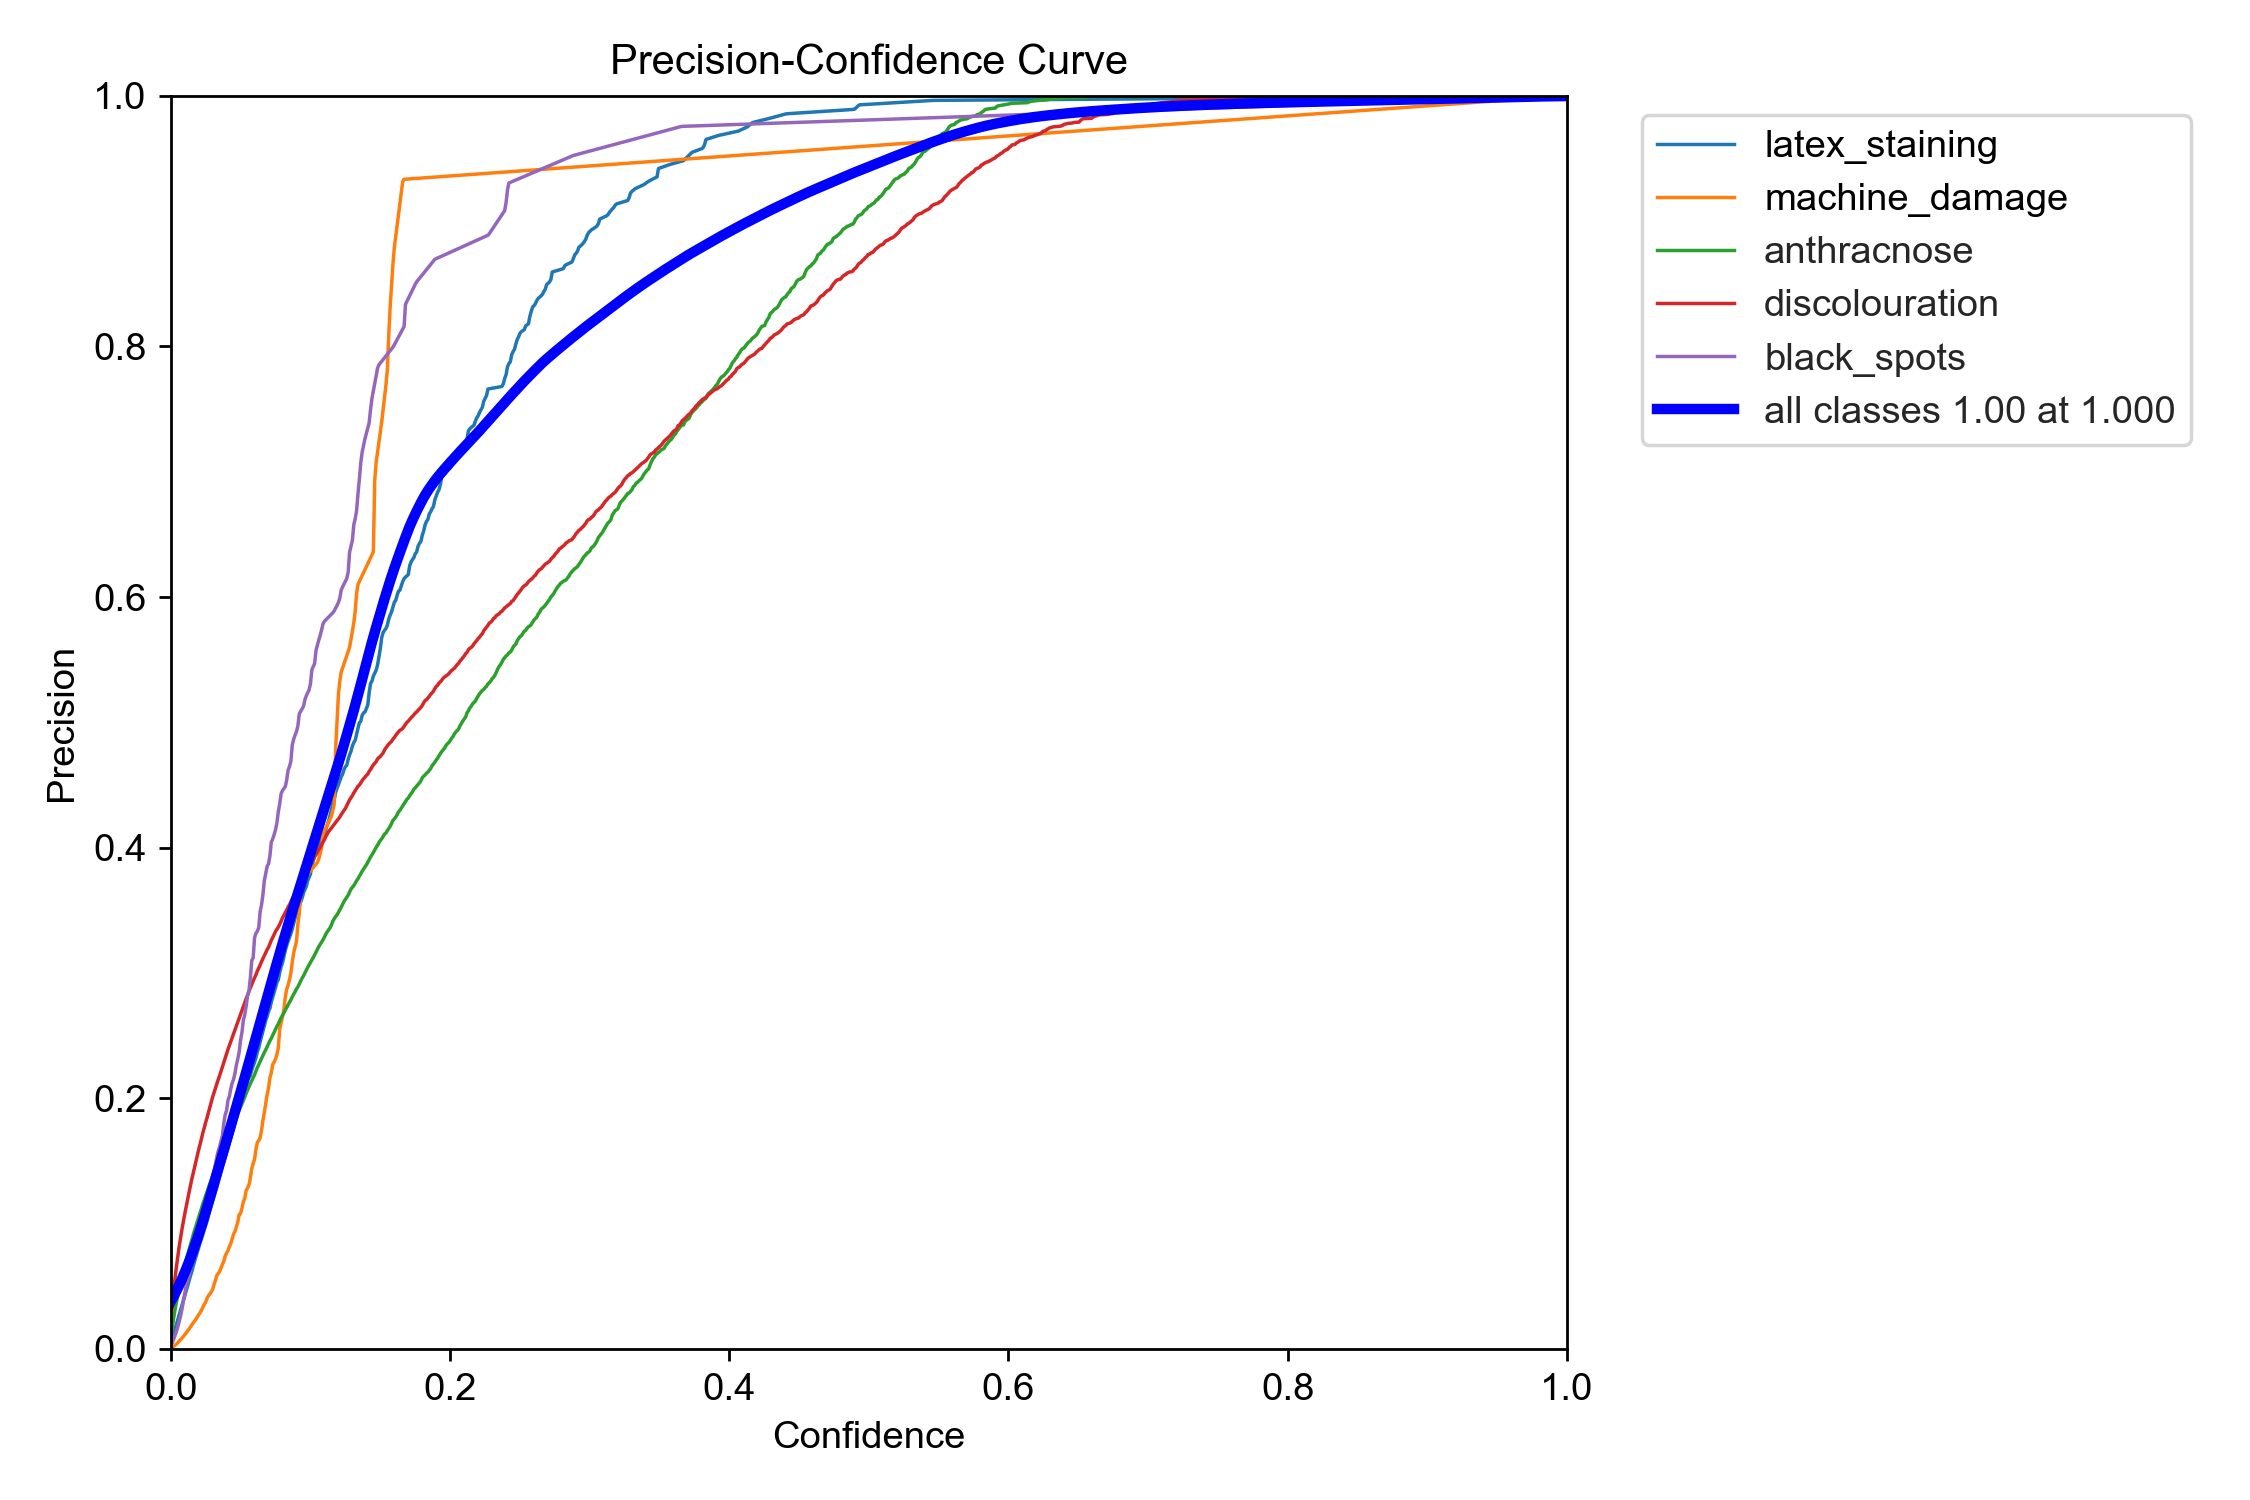 Precision-Confidence Curve
1.0
0.8
0.6
0.4
0.2
0.0
Precision
0.0 0.2 0.4 0.6 0.8 1.0
Confidence
latex_staining
machine_damage
anthracnose
discolouration
black_spots
all classes 1.00 at 1.000